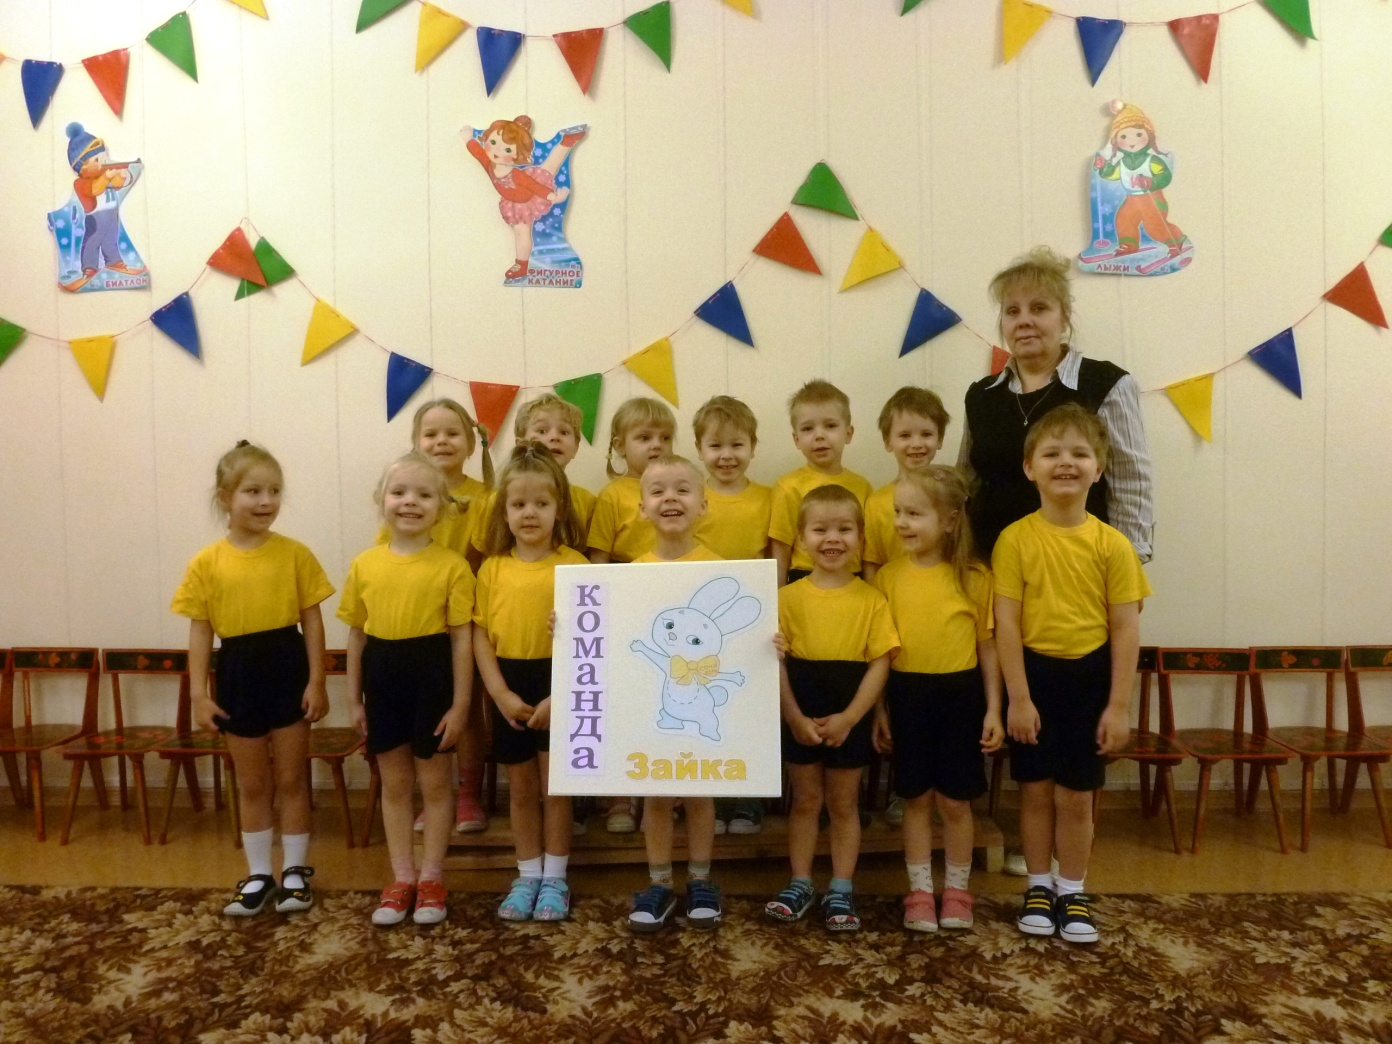 БИАТЛОН
ФИГУРНОЕ
КАТАНИЕ
ЛЫЖИ
команда
Зайка